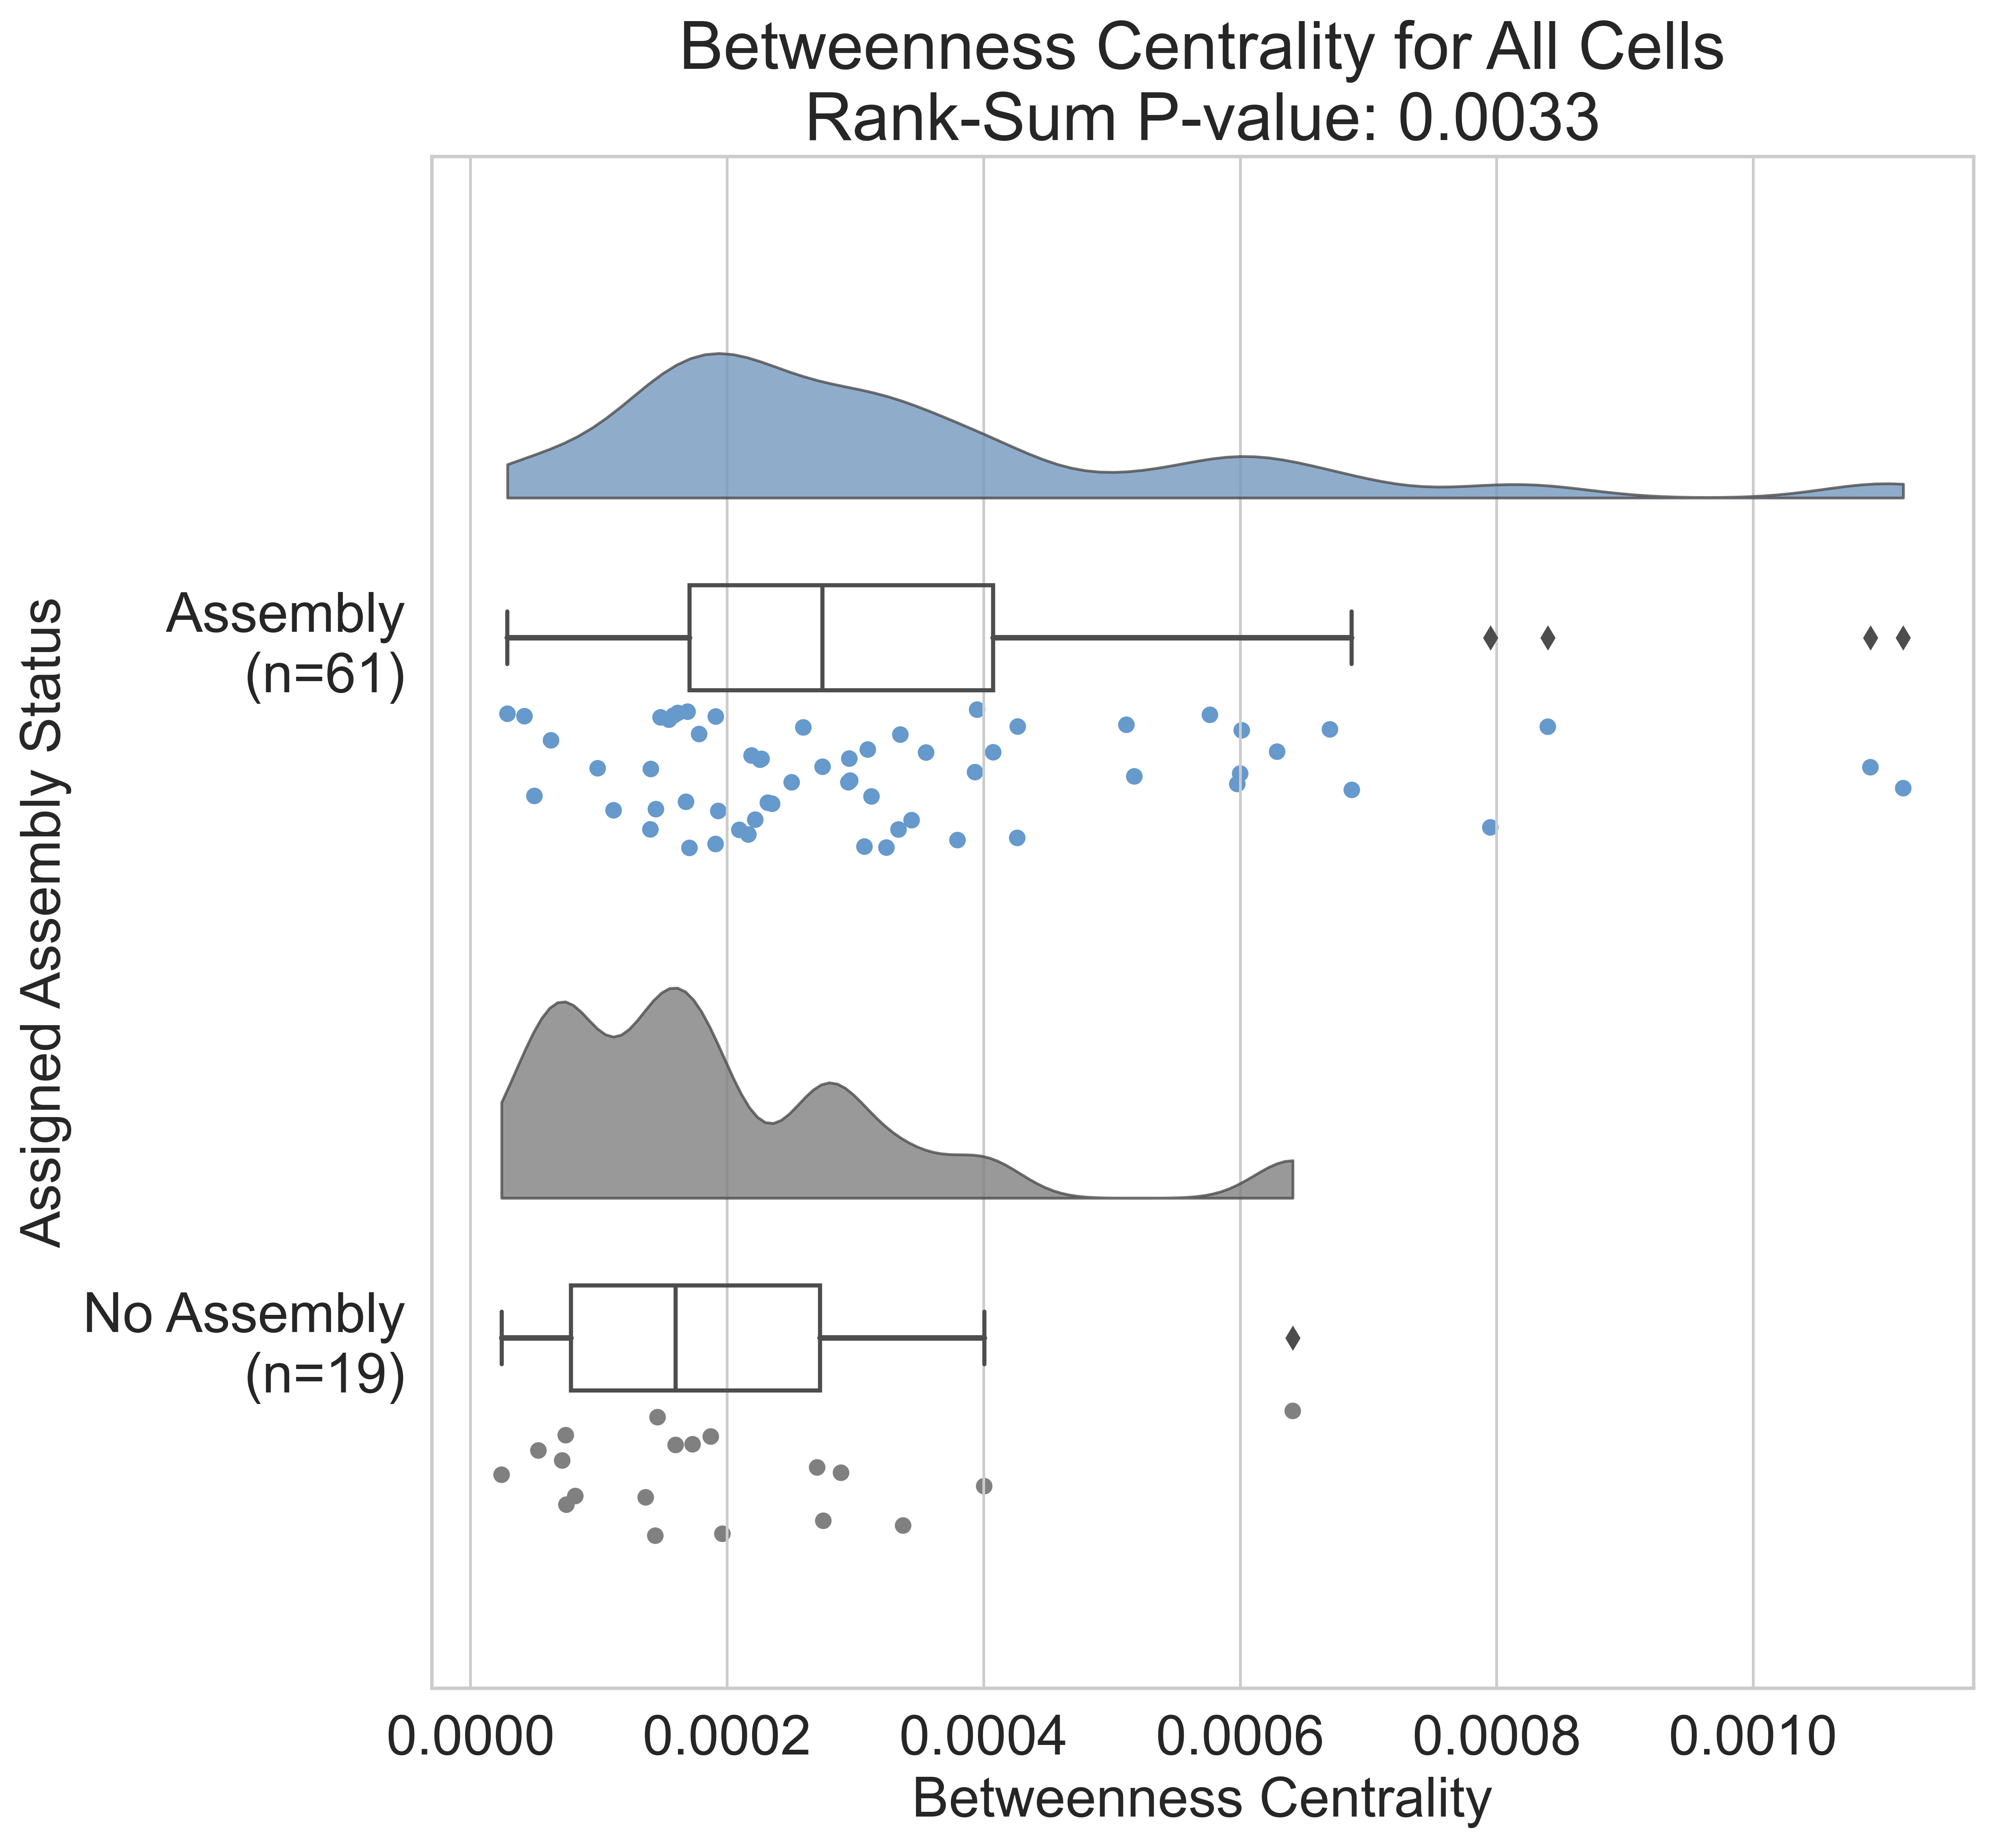 Betweenness Centrality for All Cells
Rank-Sum P-value: 0.0033
Assigned Assembly Status
Assembly
(n=61)
No Assembly
(n=19)
0.0000 0.0002 0.0004 0.0006 0.0008 0.0010
Betweenness Centrality